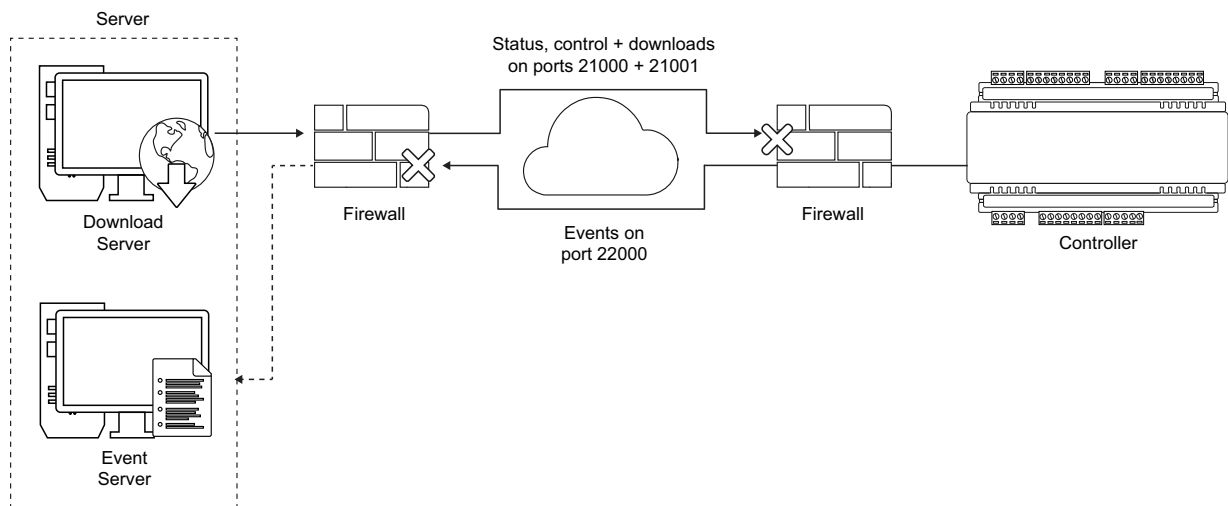 Server
Status, control + downloads
on ports 21000 + 21001
Download
Server
Firewall
Firewall
Events on
port 22000
Controller
Event
Server